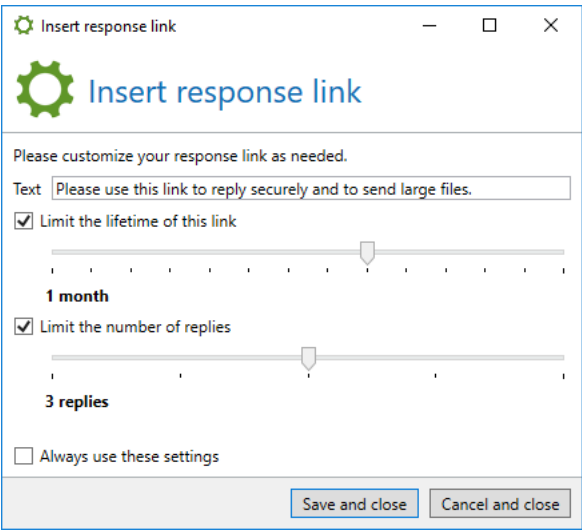 Insert response link
Insert response link
Please customize your response link as needed.
Text Please use this link to reply securely and to send large files.
Limit the lifetime of this link
1 month
Limit the number of replies
3 replies
Always use these settings
Save and close Cancel and close